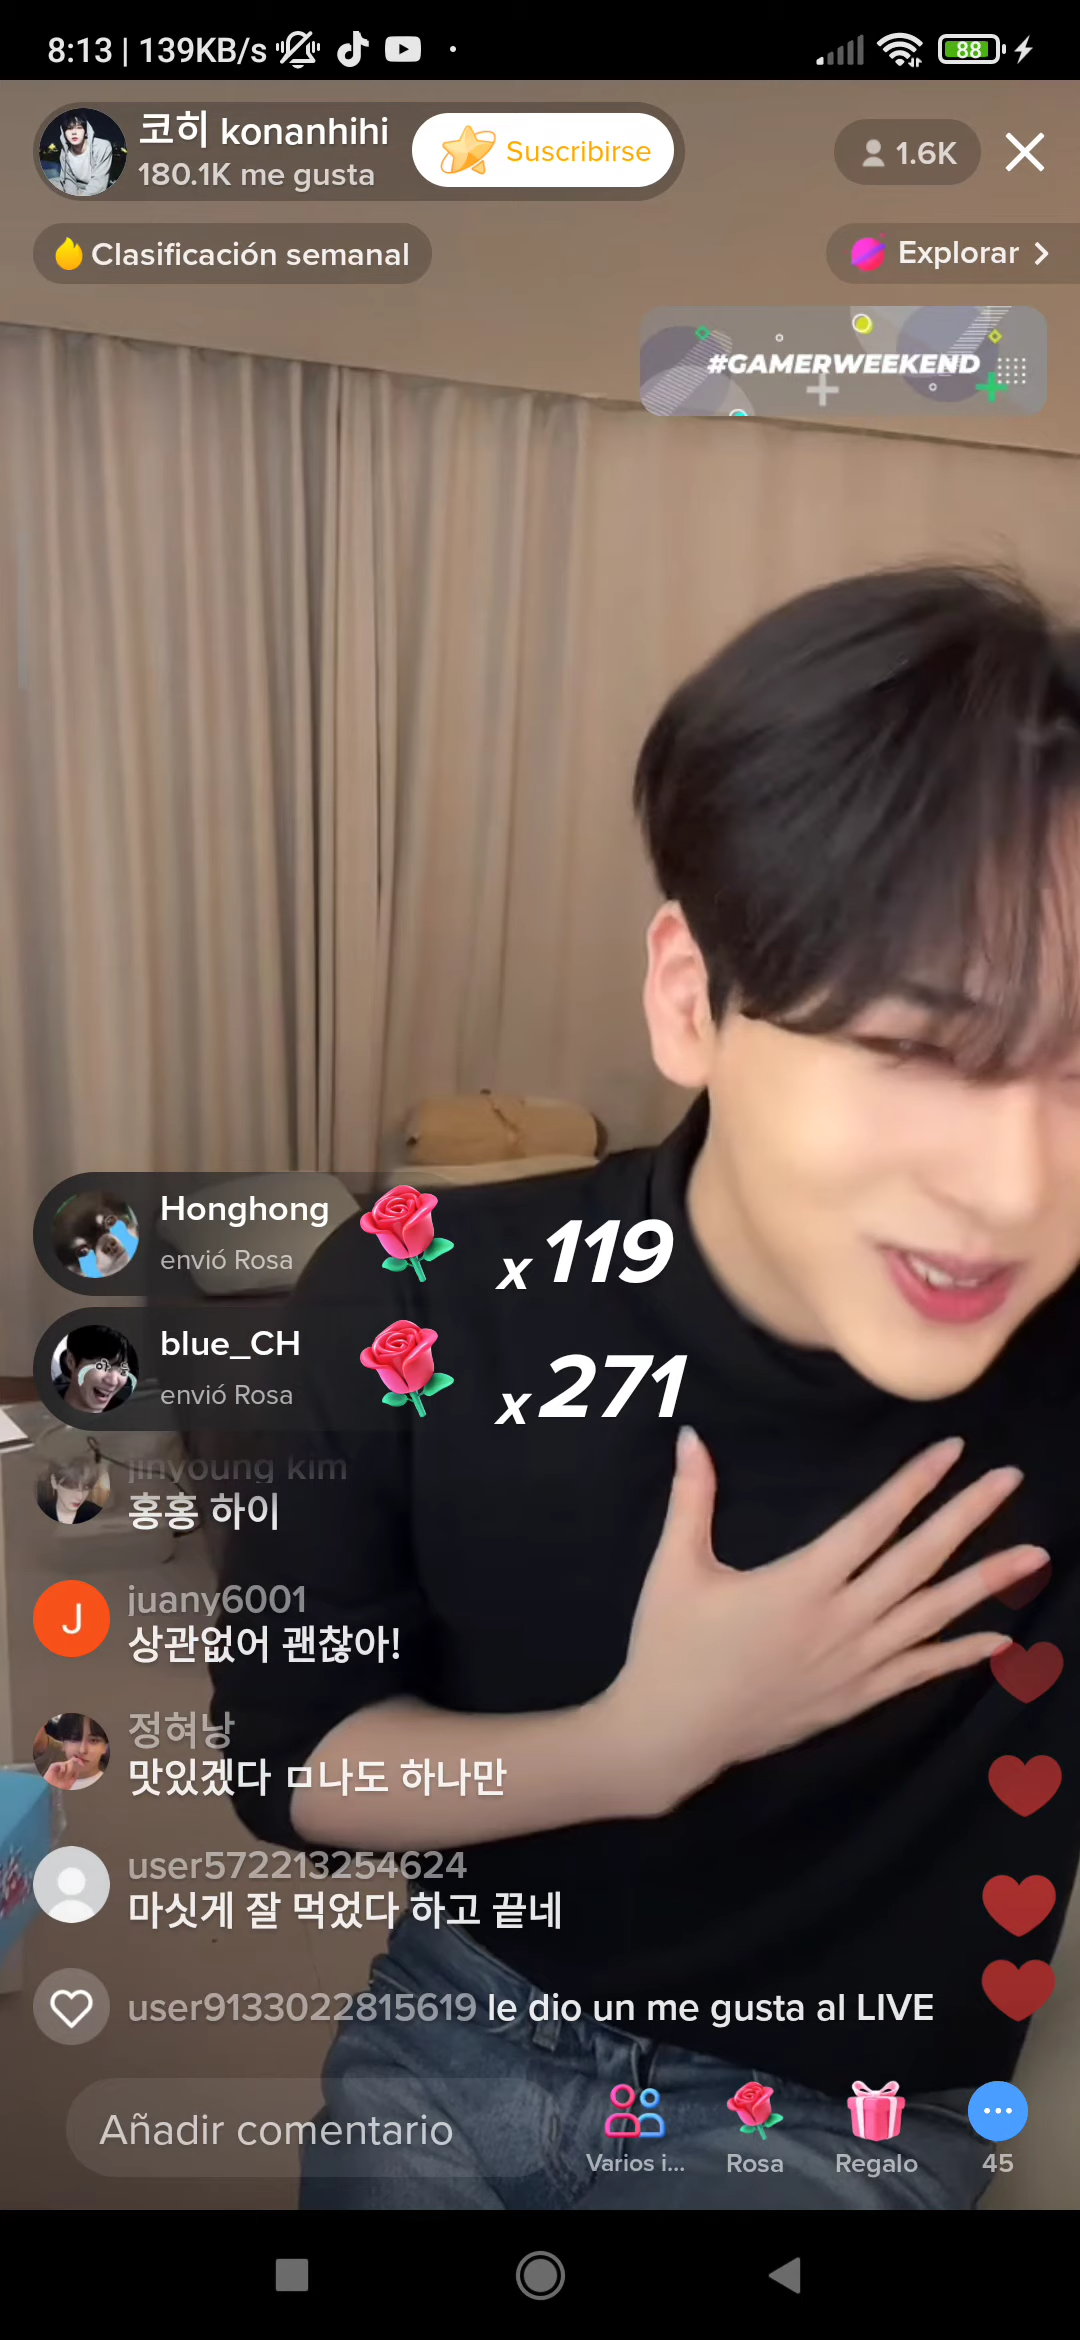 8:13 | 139KB/s
88
코히 konanhihi
180.1K me gusta
Suscribirse
1.6K
Clasificación semanal
Explorar
#GAMERWEEKEND
Honghong
envió Rosa
x 119
blue_CH
envió Rosa
x 271
jinyoung kim
홍홍 하이
J
juany6001
상관없어 괜찮아!
정혀낭
맛있겠다 ㅁ나도 하나만
user572213254624
마싯게 잘 먹었다 하고 끝네
user9133022815619 le dio un me gusta al LIVE
Añadir comentario
Varios i...
Rosa
Regalo
45